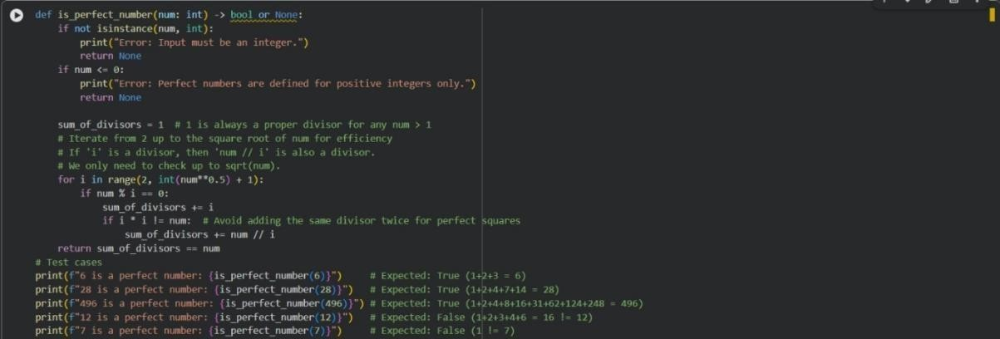 def is_perfect_number(num: int) -> bool or None:
    if not isinstance(num, int):
        print("Error: Input must be an integer.")
        return None
    if num <= 0:
        print("Error: Perfect numbers are defined for positive integers only.")
        return None
    sum_of_divisors = 1  # 1 is always a proper divisor for any num > 1
    # Iterate from 2 up to the square root of num for efficiency
    # If 'i' is a divisor, then 'num // i' is also a divisor.
    # We only need to check up to sqrt(num).
    for i in range(2, int(num**0.5) + 1):
        if num % i == 0:
            sum_of_divisors += i
            if i * i != num:  # Avoid adding the same divisor twice for perfect squares
                sum_of_divisors += num // i
    return sum_of_divisors == num
# Test cases
print(f"6 is a perfect number: {is_perfect_number(6)}")     # Expected: True (1+2+3 = 6)
print(f"28 is a perfect number: {is_perfect_number(28)}")   # Expected: True (1+2+4+7+14 = 28)
print(f"496 is a perfect number: {is_perfect_number(496)}") # Expected: True (1+2+4+8+16+31+62+124+248 = 496)
print(f"12 is a perfect number: {is_perfect_number(12)}")   # Expected: False (1+2+3+4+6 = 16 != 12)
print(f"7 is a perfect number: {is_perfect_number(7)}")     # Expected: False (1 != 7)